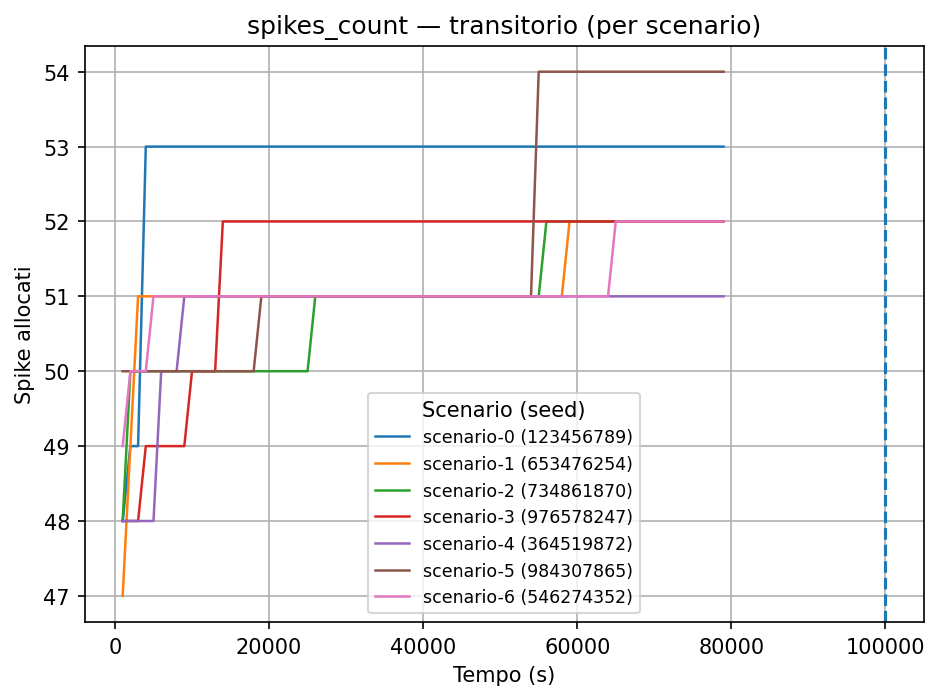 spikes_count — transitorio (per scenario)
Spike allocati
54
53
52
51
50
49
48
47
Scenario (seed)
scenario-0 (123456789)
scenario-1 (653476254)
scenario-2 (734861870)
scenario-3 (976578247)
scenario-4 (364519872)
scenario-5 (984307865)
scenario-6 (546274352)
0 20000 40000 60000 80000 100000
Tempo (s)